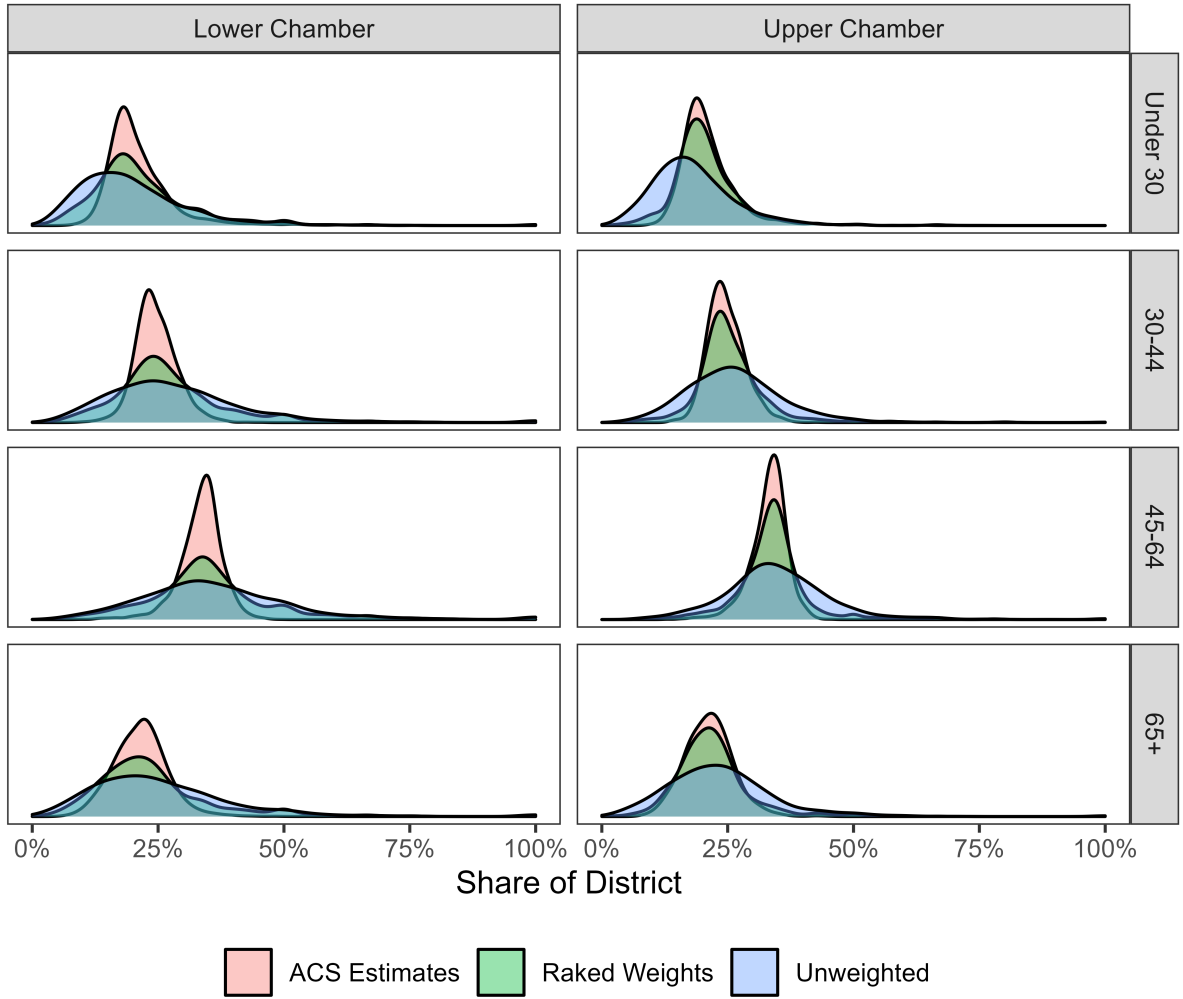 Lower Chamber
Upper Chamber
Under 30
30-44
45-64
65+
0% 25% 50% 75% 100% 0% 25% 50% 75% 100%
Share of District
ACS Estimates Raked Weights Unweighted